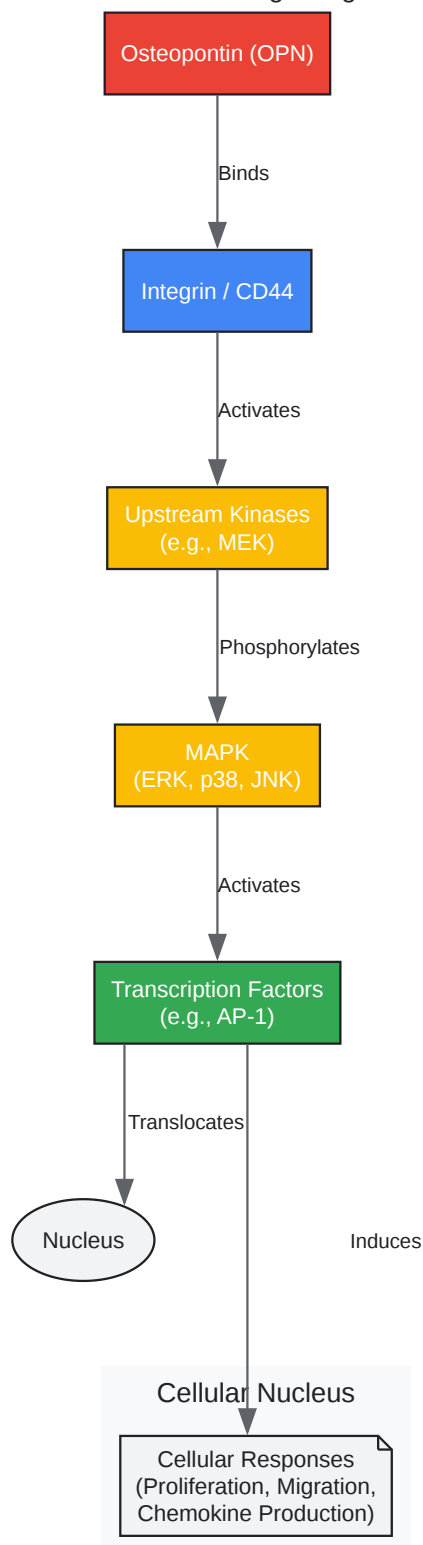 Osteopontin (OPN)
Binds
Integrin / CD44
Activates
Upstream Kinases
(e.g., MEK)
Phosphorylates
MAPK
(ERK, p38, JNK)
Activates
Transcription Factors
(e.g., AP-1)
Translocates
Nucleus
Induces
Cellular Nucleus
Cellular Responses
(Proliferation, Migration,
Chemokine Production)